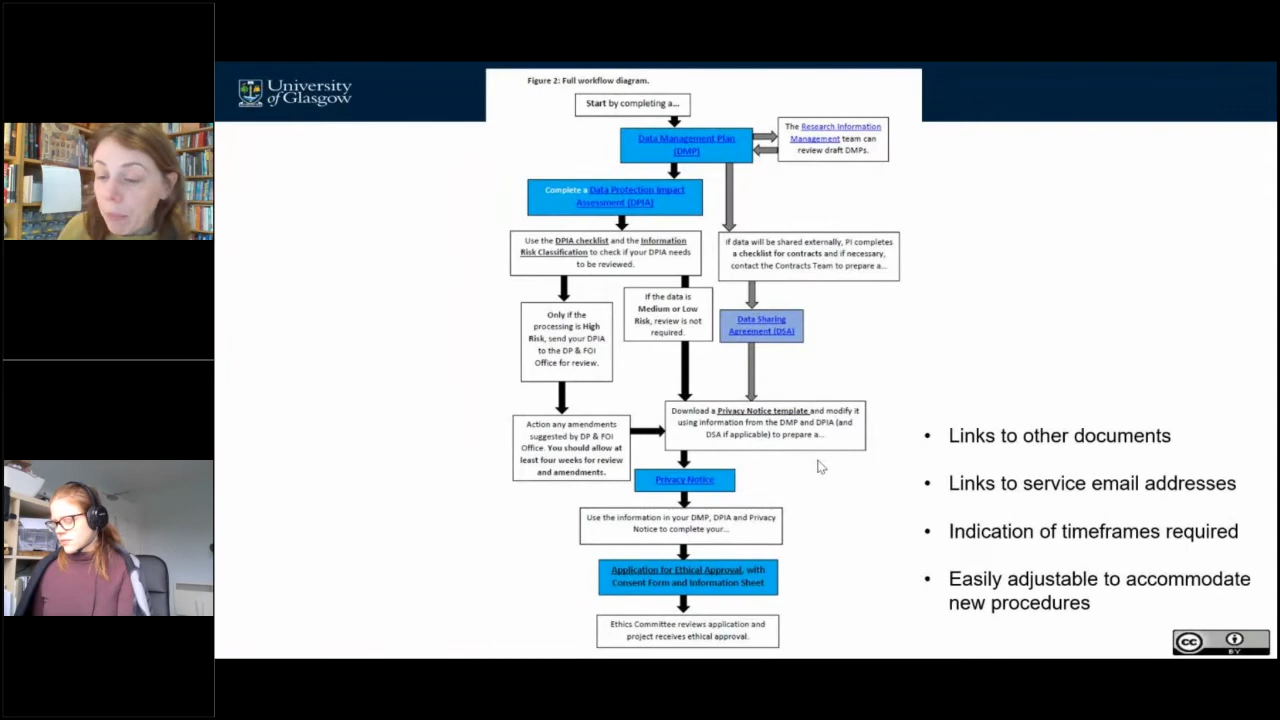 University
of Glasgow
Figure 2: Full workflow diagram.
Start by completing a...
Data Management Plan
(DMP)
The Research Information
Management team can
review draft DMPs.
Complete a Data Protection Impact
Assessment (DPIA)
Use the DPIA checklist and the Information
Risk Classification to check if your DPIA needs
to be reviewed.
If data will be shared externally, PI completes
a checklist for contracts and if necessary,
contact the Contracts Team to prepare a...
Only if the
processing is High
Risk, send your DPIA
to the DP & FOI
Office for review.
If the data is
Medium or Low
Risk, review is not
required.
Data Sharing
Agreement (DSA)
Action any amendments
suggested by DP & FOI
Office. You should allow at
least four weeks for review
and amendments.
Download a Privacy Notice template and modify it
using information from the DMP and DPIA (and
DSA if applicable) to prepare a...
Privacy Notice
Use the information in your DMP, DPIA and Privacy
Notice to complete your...
Application for Ethical Approval, with
Consent Form and Information Sheet
Ethics Committee reviews application and
project receives ethical approval.
• Links to other documents
• Links to service email addresses
• Indication of timeframes required
• Easily adjustable to accommodate
new procedures
CC
BY